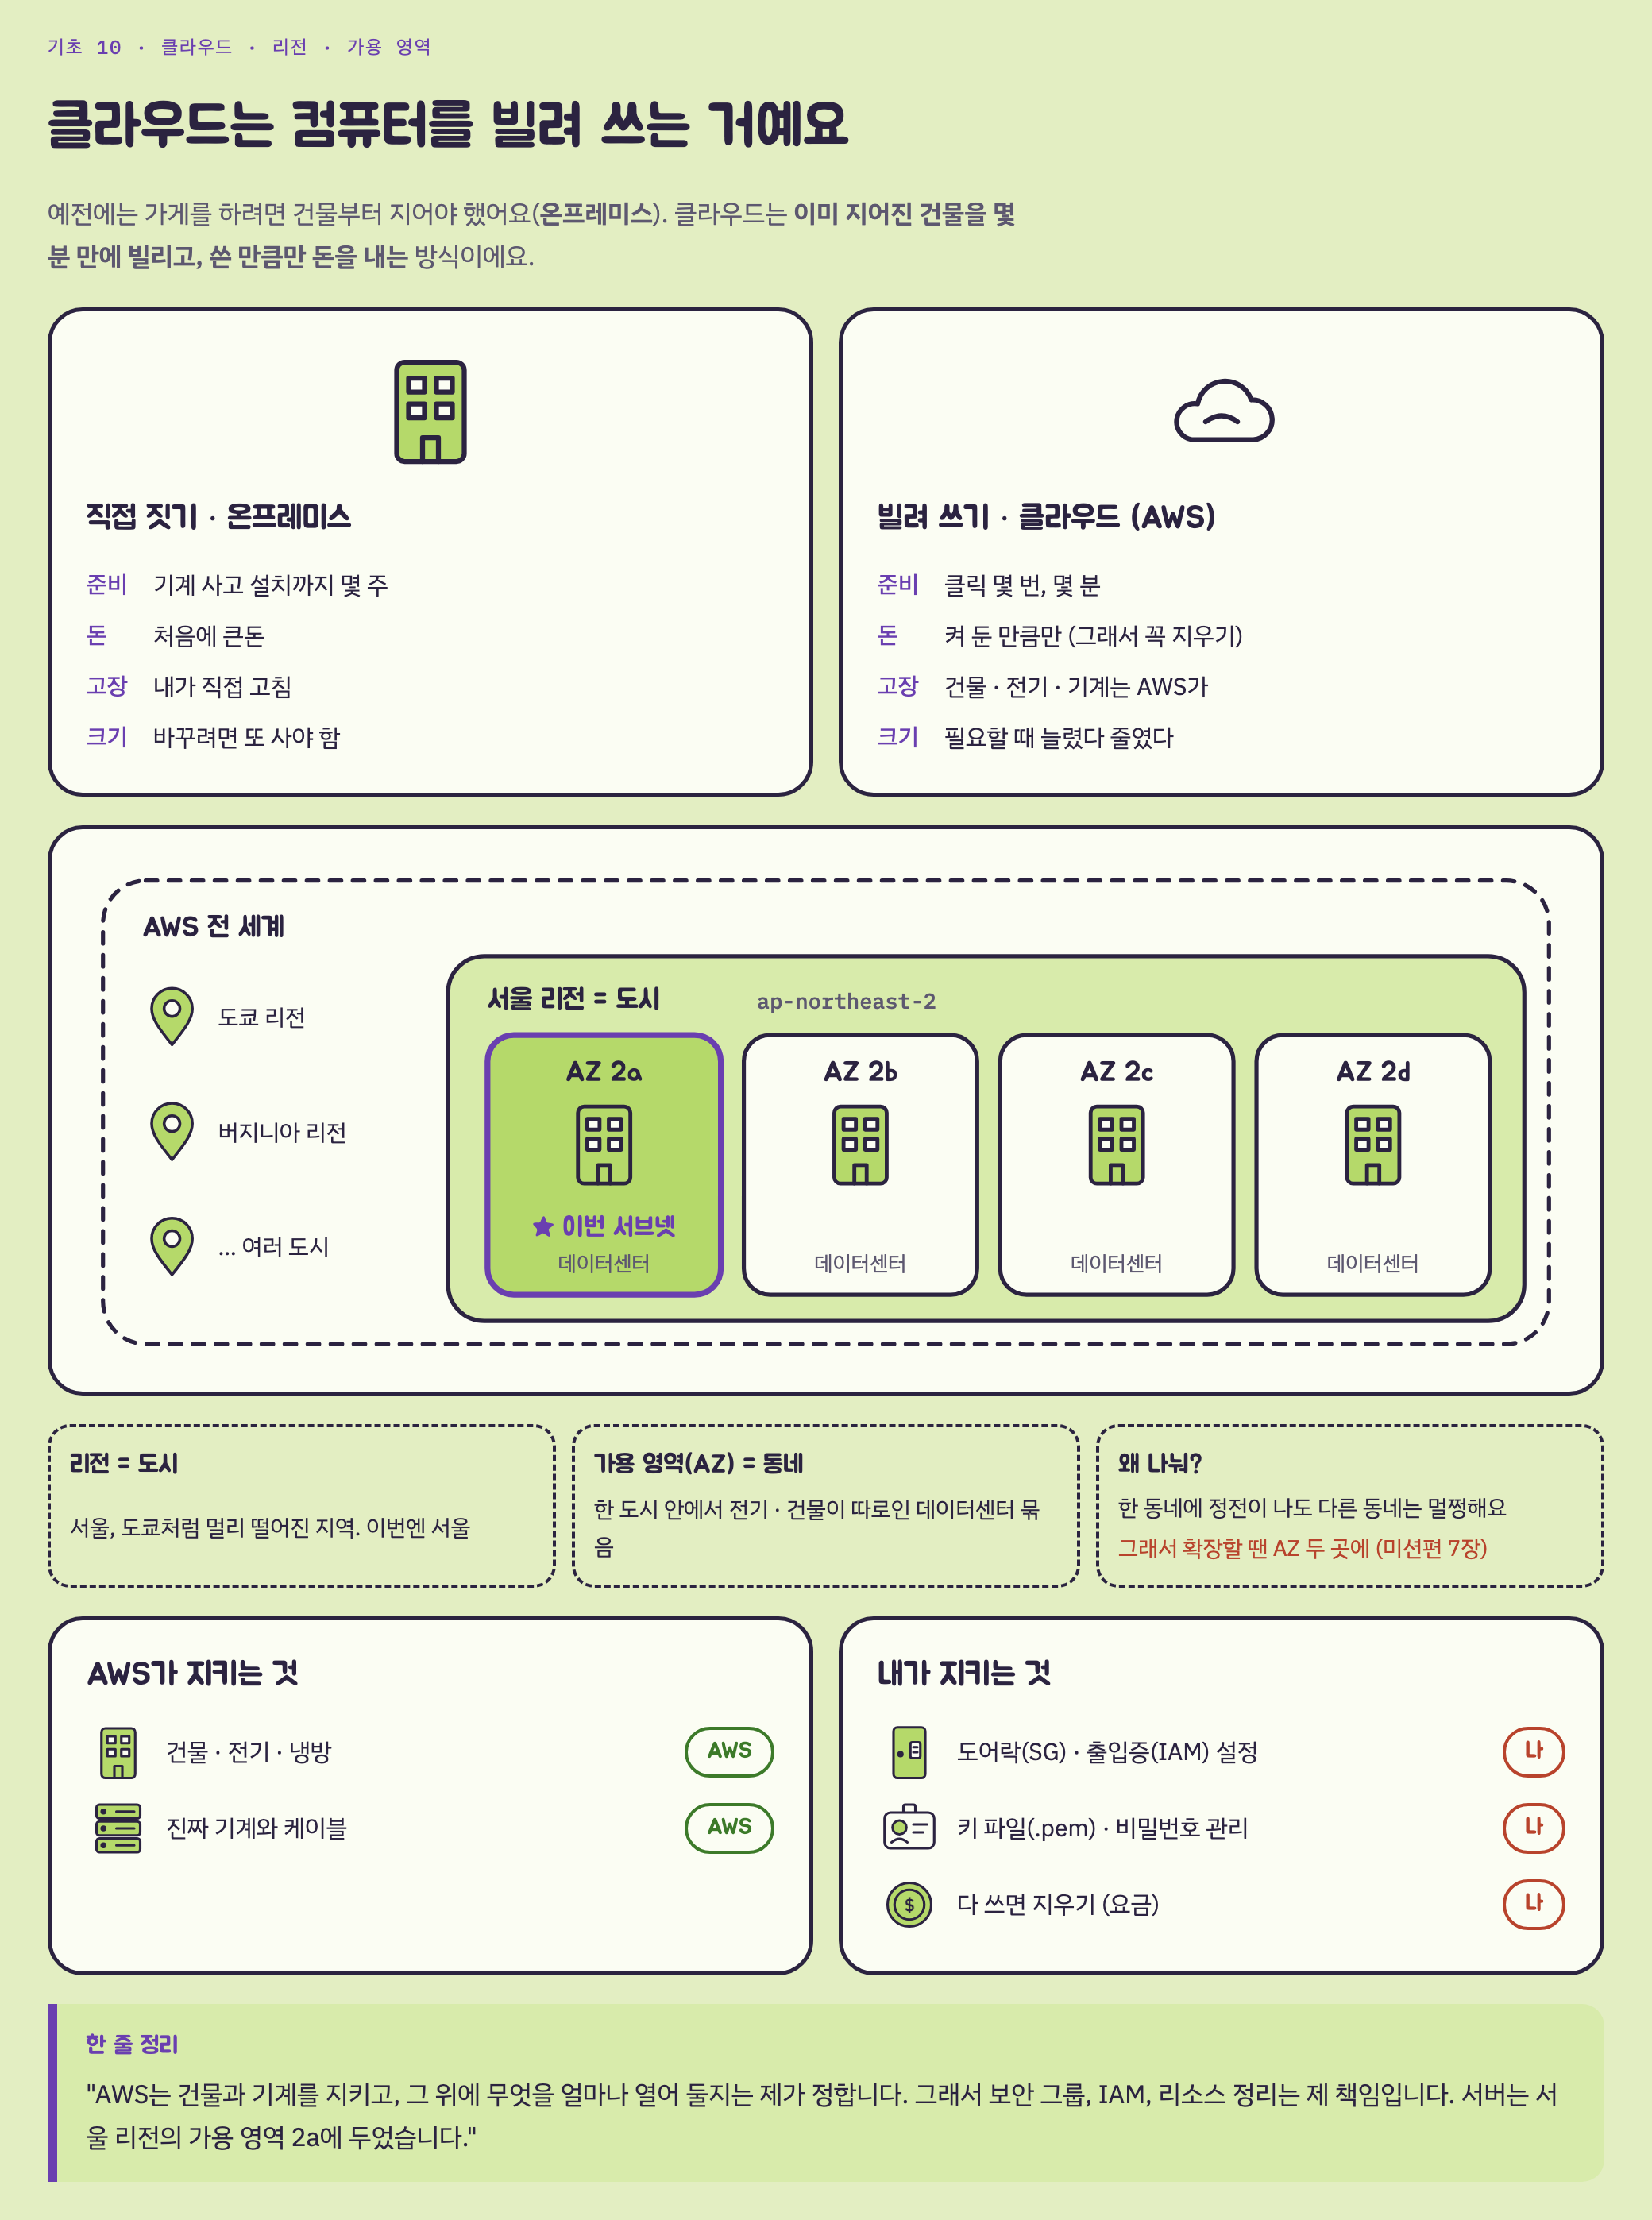 기초 10 · 클라우드 · 리전 · 가용 영역
클라우드는 컴퓨터를 빌려 쓰는 거예요
예전에는 가게를 하려면 건물부터 지어야 했어요(온프레미스). 클라우드는 이미 지어진 건물을 몇
분 만에 빌리고, 쓴 만큼만 돈을 내는 방식이에요.
직접 짓기 · 온프레미스
준비 기계 사고 설치까지 몇 주
돈 처음에 큰돈
고장 내가 직접 고침
크기 바꾸려면 또 사야 함
빌려 쓰기 · 클라우드 (AWS)
준비 클릭 몇 번, 몇 분
돈 켜 둔 만큼만 (그래서 꼭 지우기)
고장 건물 · 전기 · 기계는 AWS가
크기 필요할 때 늘렸다 줄였다
AWS 전 세계
도쿄 리전
버지니아 리전
... 여러 도시
서울 리전 = 도시 ap-northeast-2
AZ 2a
★ 이번 서브넷
데이터센터
AZ 2b
데이터센터
AZ 2c
데이터센터
AZ 2d
데이터센터
리전 = 도시
서울, 도쿄처럼 멀리 떨어진 지역. 이번엔 서울
가용 영역(AZ) = 동네
한 도시 안에서 전기 · 건물이 따로인 데이터센터 묶
음
왜 나눠?
한 동네에 정전이 나도 다른 동네는 멀쩡해요
그래서 확장할 땐 AZ 두 곳에 (미션편 7장)
AWS가 지키는 것
건물 · 전기 · 냉방 AWS
진짜 기계와 케이블 AWS
내가 지키는 것
도어락(SG) · 출입증(IAM) 설정 나
키 파일(.pem) · 비밀번호 관리 나
$ 다 쓰면 지우기 (요금) 나
한 줄 정리
"AWS는 건물과 기계를 지키고, 그 위에 무엇을 얼마나 열어 둘지는 제가 정합니다. 그래서 보안 그룹, IAM, 리소스 정리는 제 책임입니다. 서버는 서
울 리전의 가용 영역 2a에 두었습니다."